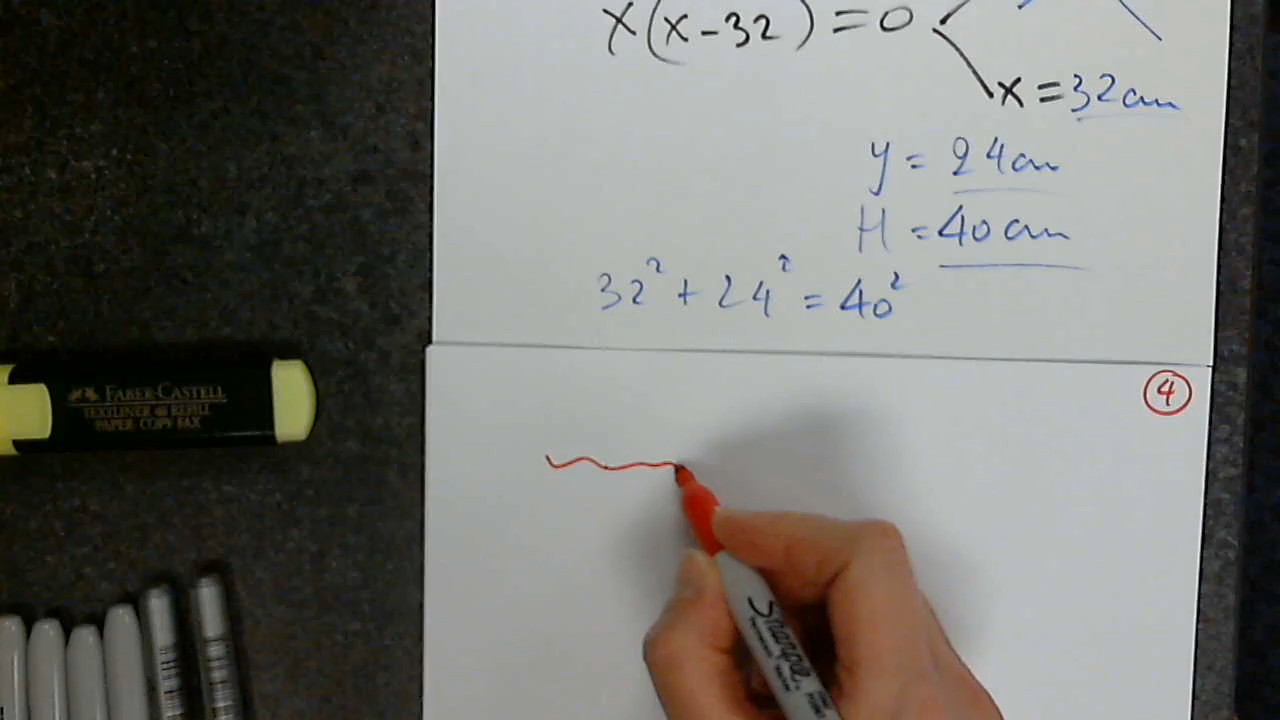 x(x-32)=0
x=32cm
y=24cm
H=40cm
32²+24²=40²
4
FABER-CASTELL
TEXTLINER 48 REFILL
PAPER COPY FAX
Sharpie.